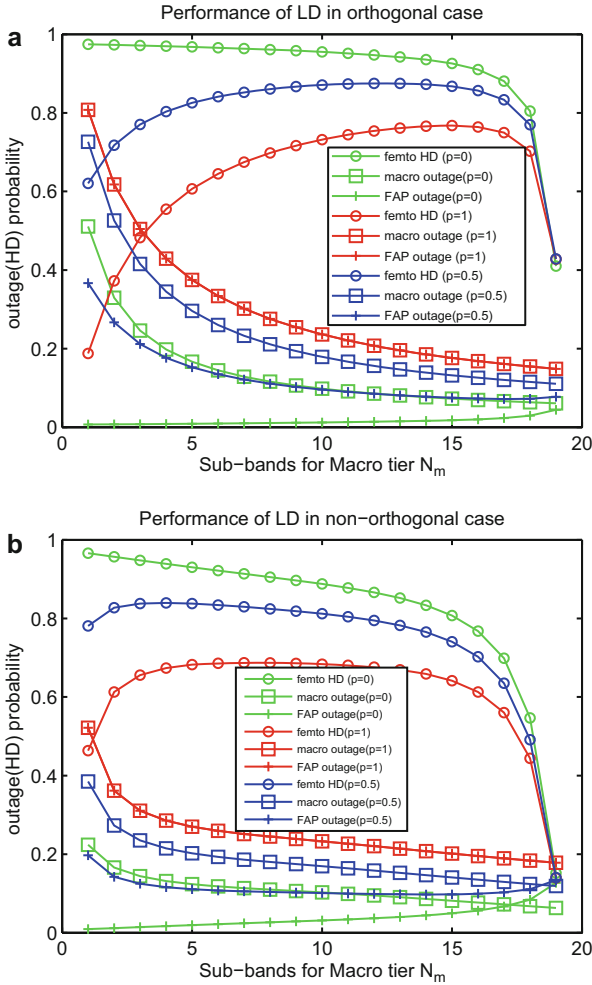 Performance of LD in orthogonal case
a
1
0.8
0.6
0.4
0.2
0
outage(HD) probability
femto HD (p=0)
macro outage(p=0)
FAP outage(p=0)
femto HD (p=1)
macro outage (p=1)
FAP outage (p=1)
femto HD (p=0.5)
macro outage (p=0.5)
FAP outage (p=0.5)
0 5 10 15 20
Sub−bands for Macro tier Nm
Performance of LD in non−orthogonal case
b
1
0.8
0.6
0.4
0.2
0
outage(HD) probability
femto HD (p=0)
macro outage(p=0)
FAP outage(p=0)
femto HD(p=1)
macro outage(p=1)
FAP outage(p=1)
femto HD (p=0.5)
macro outage(p=0.5)
FAP outage(p=0.5)
0 5 10 15 20
Sub−bands for Macro tier Nm